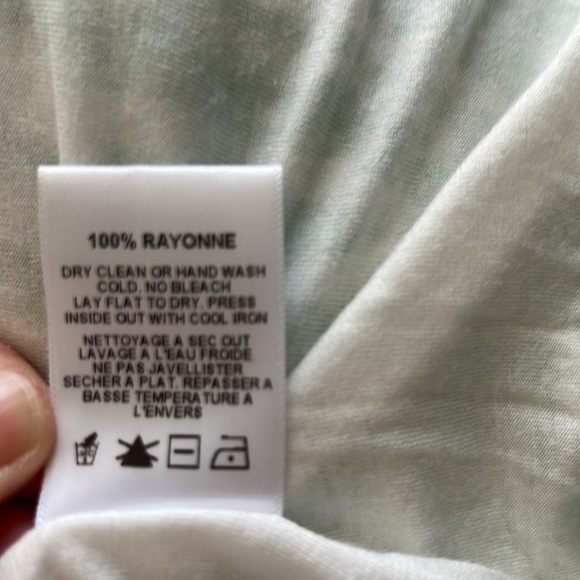 100% RAYONNE
DRY CLEAN OR HAND WASH
COLD. NO BLEACH
LAY FLAT TO DRY. PRESS
INSIDE OUT WITH COOL IRON
NETTOYAGE A SEC OUT
LAVAGE A L'EAU FROIDE.
NE PAS JAVELLISTER
SECHER A PLAT. REPASSER A
BASSE TEMPERATURE A
L'ENVERS